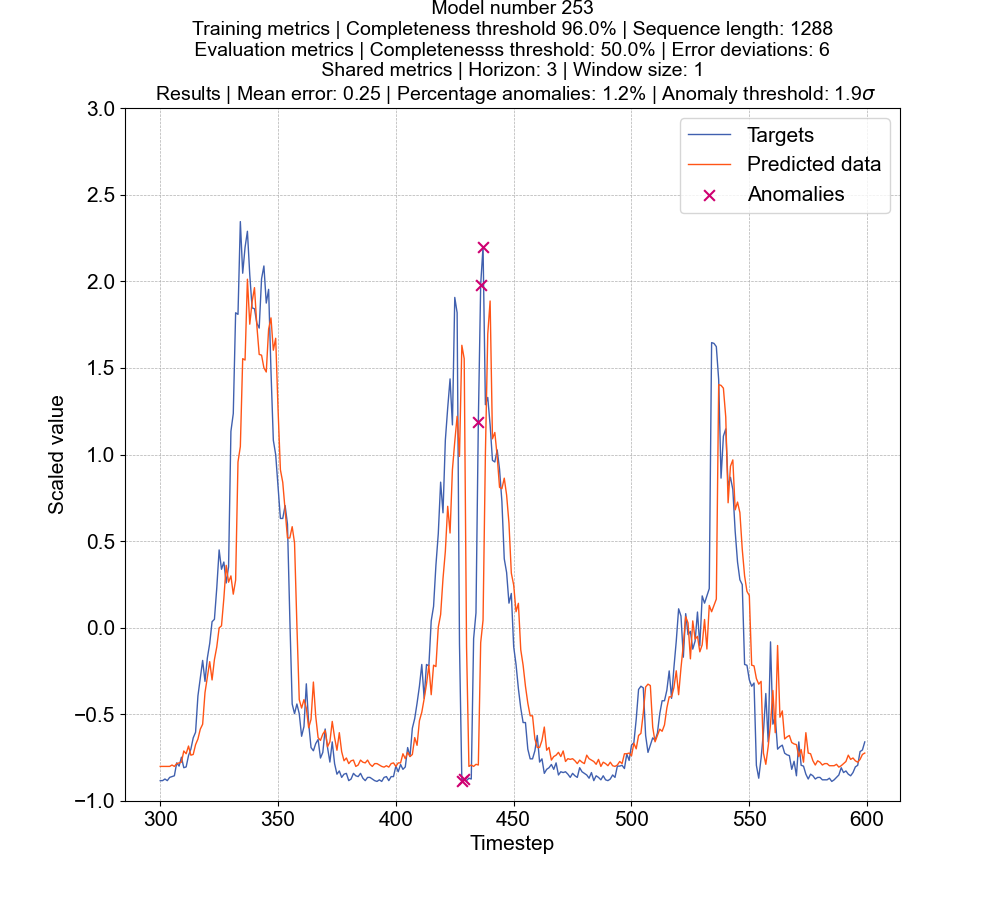 Model number 253
Training metrics | Completeness threshold 96.0% | Sequence length: 1288
Evaluation metrics | Completenesss threshold: 50.0% | Error deviations: 6
Shared metrics | Horizon: 3 | Window size: 1
Results | Mean error: 0.25 | Percentage anomalies: 1.2% | Anomaly threshold: 1.9σ
Targets
Predicted data
Anomalies
Scaled value
3.0
2.5
2.0
1.5
1.0
0.5
0.0
−0.5
−1.0
300 350 400 450 500 550 600
Timestep